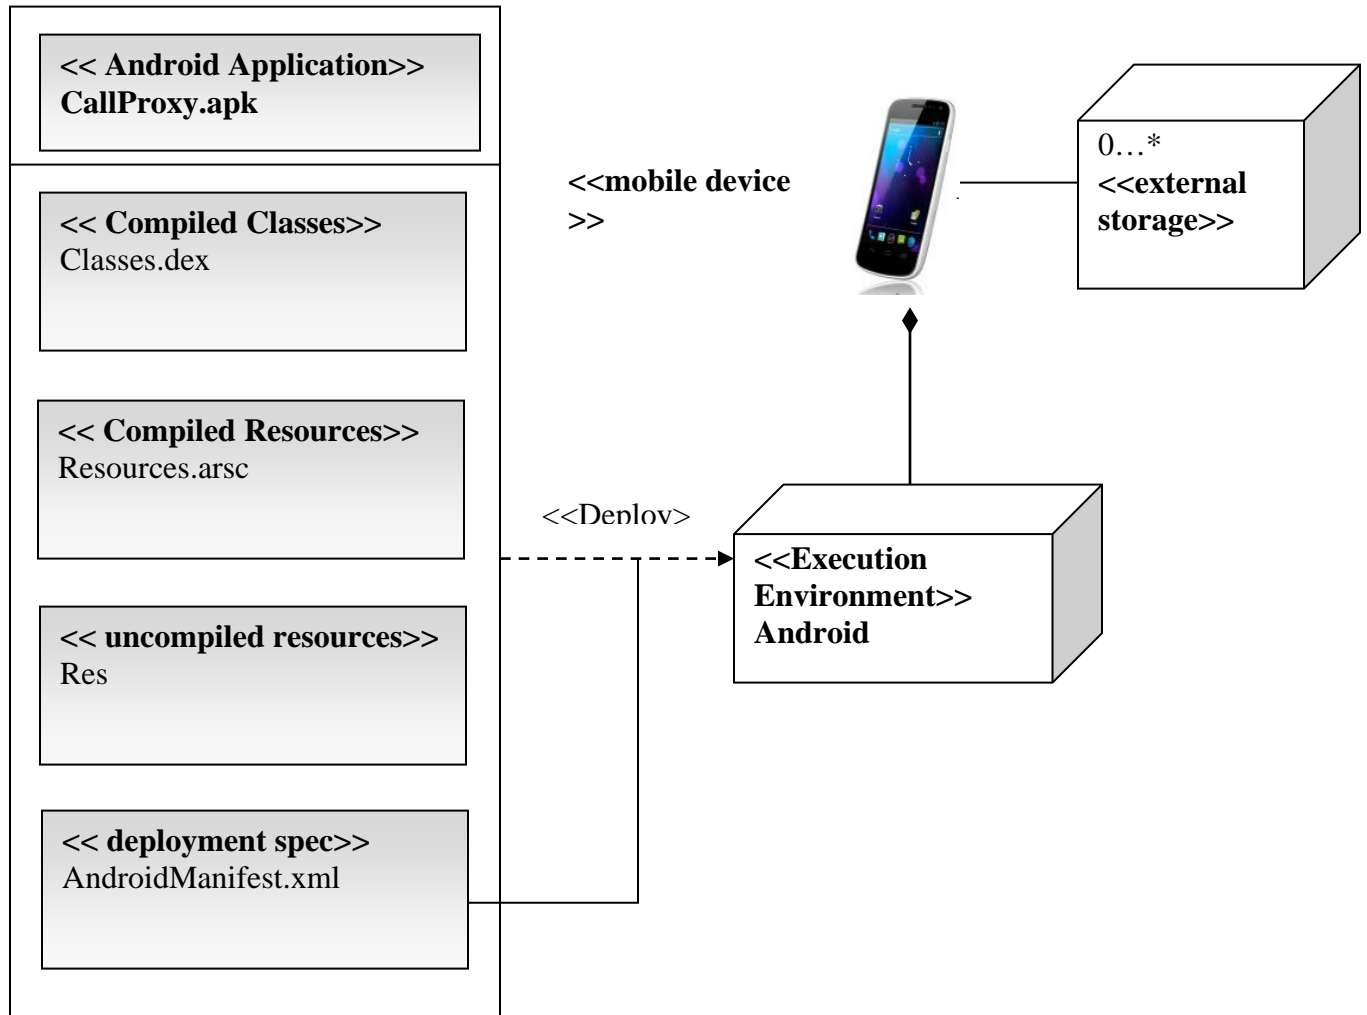 << Android Application>>
CallProxy.apk
<< Compiled Classes>>
Classes.dex
<< Compiled Resources>>
Resources.arsc
<< uncompiled resources>>
Res
<< deployment spec>>
AndroidManifest.xml
<<mobile device
>>
0…*
<<external
storage>>
<<Deploy>
<<Execution
Environment>>
Android